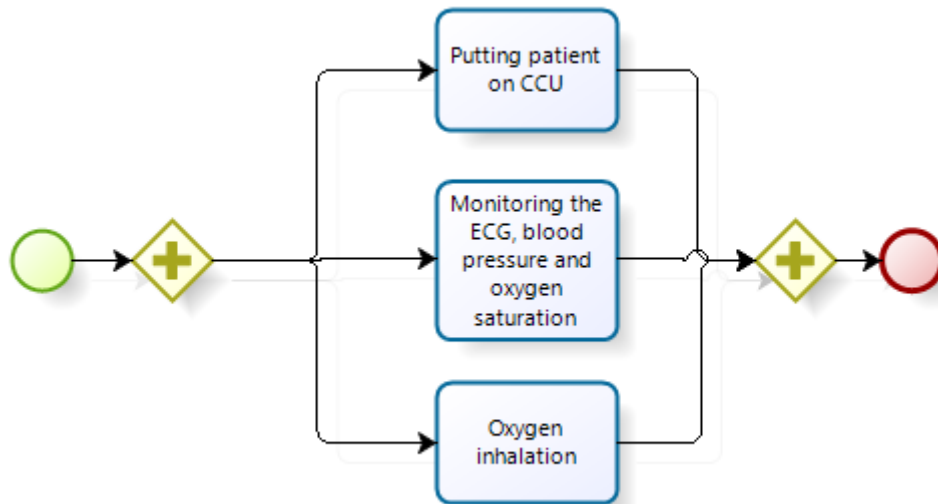 Putting patient
on CCU
Monitoring the
ECG, blood
pressure and
oxygen
saturation
Oxygen
inhalation